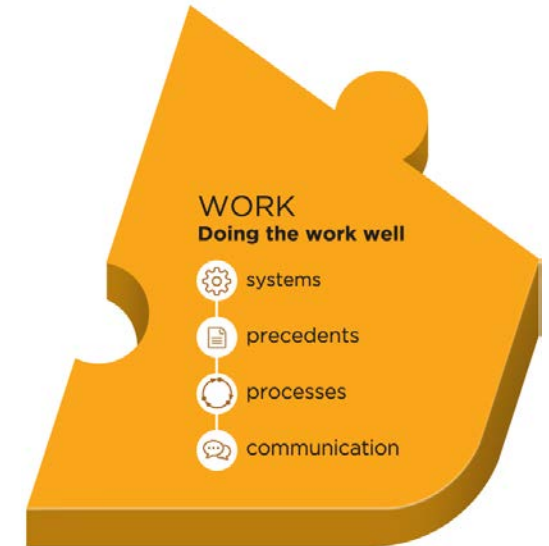 WORK
Doing the work well
systems
precedents
processes
communication